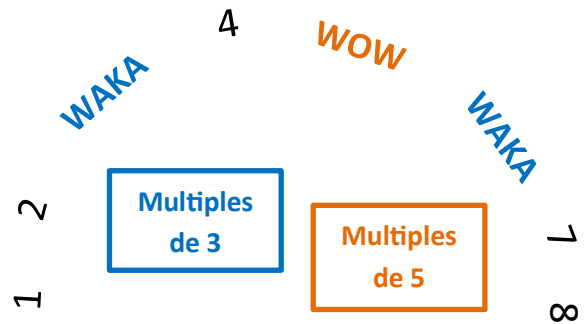 1
2
WAKA
4
WOW
WAKA
7
8
Multiples
de 3
Multiples
de 5